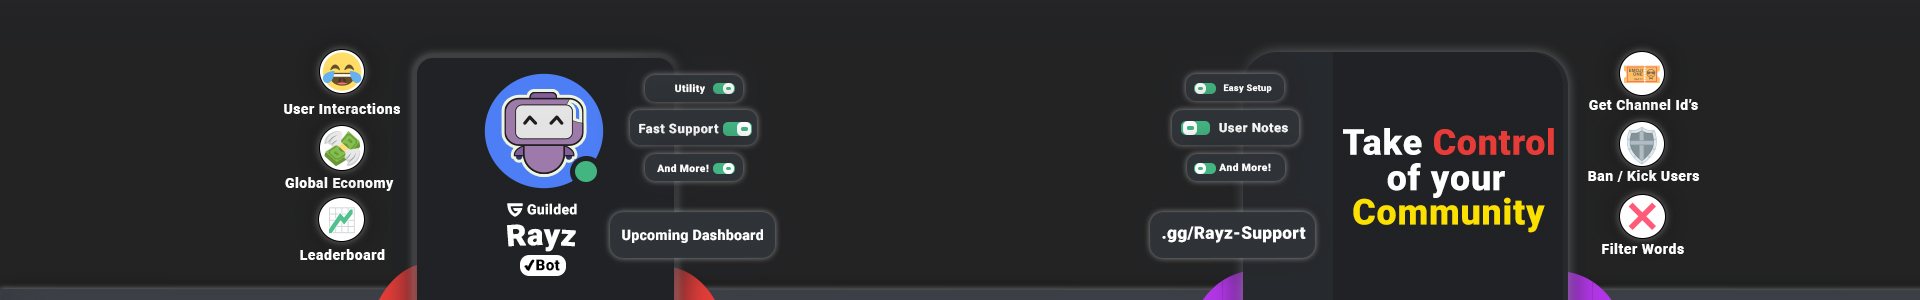 User Interactions
Global Economy
Leaderboard
Guilded
Rayz
✓Bot
Utility
Fast Support
And More!
Upcoming Dashboard
Easy Setup
User Notes
And More!
.gg/Rayz-Support
Take Control
of your
Community
Get Channel Id's
Ban / Kick Users
Filter Words